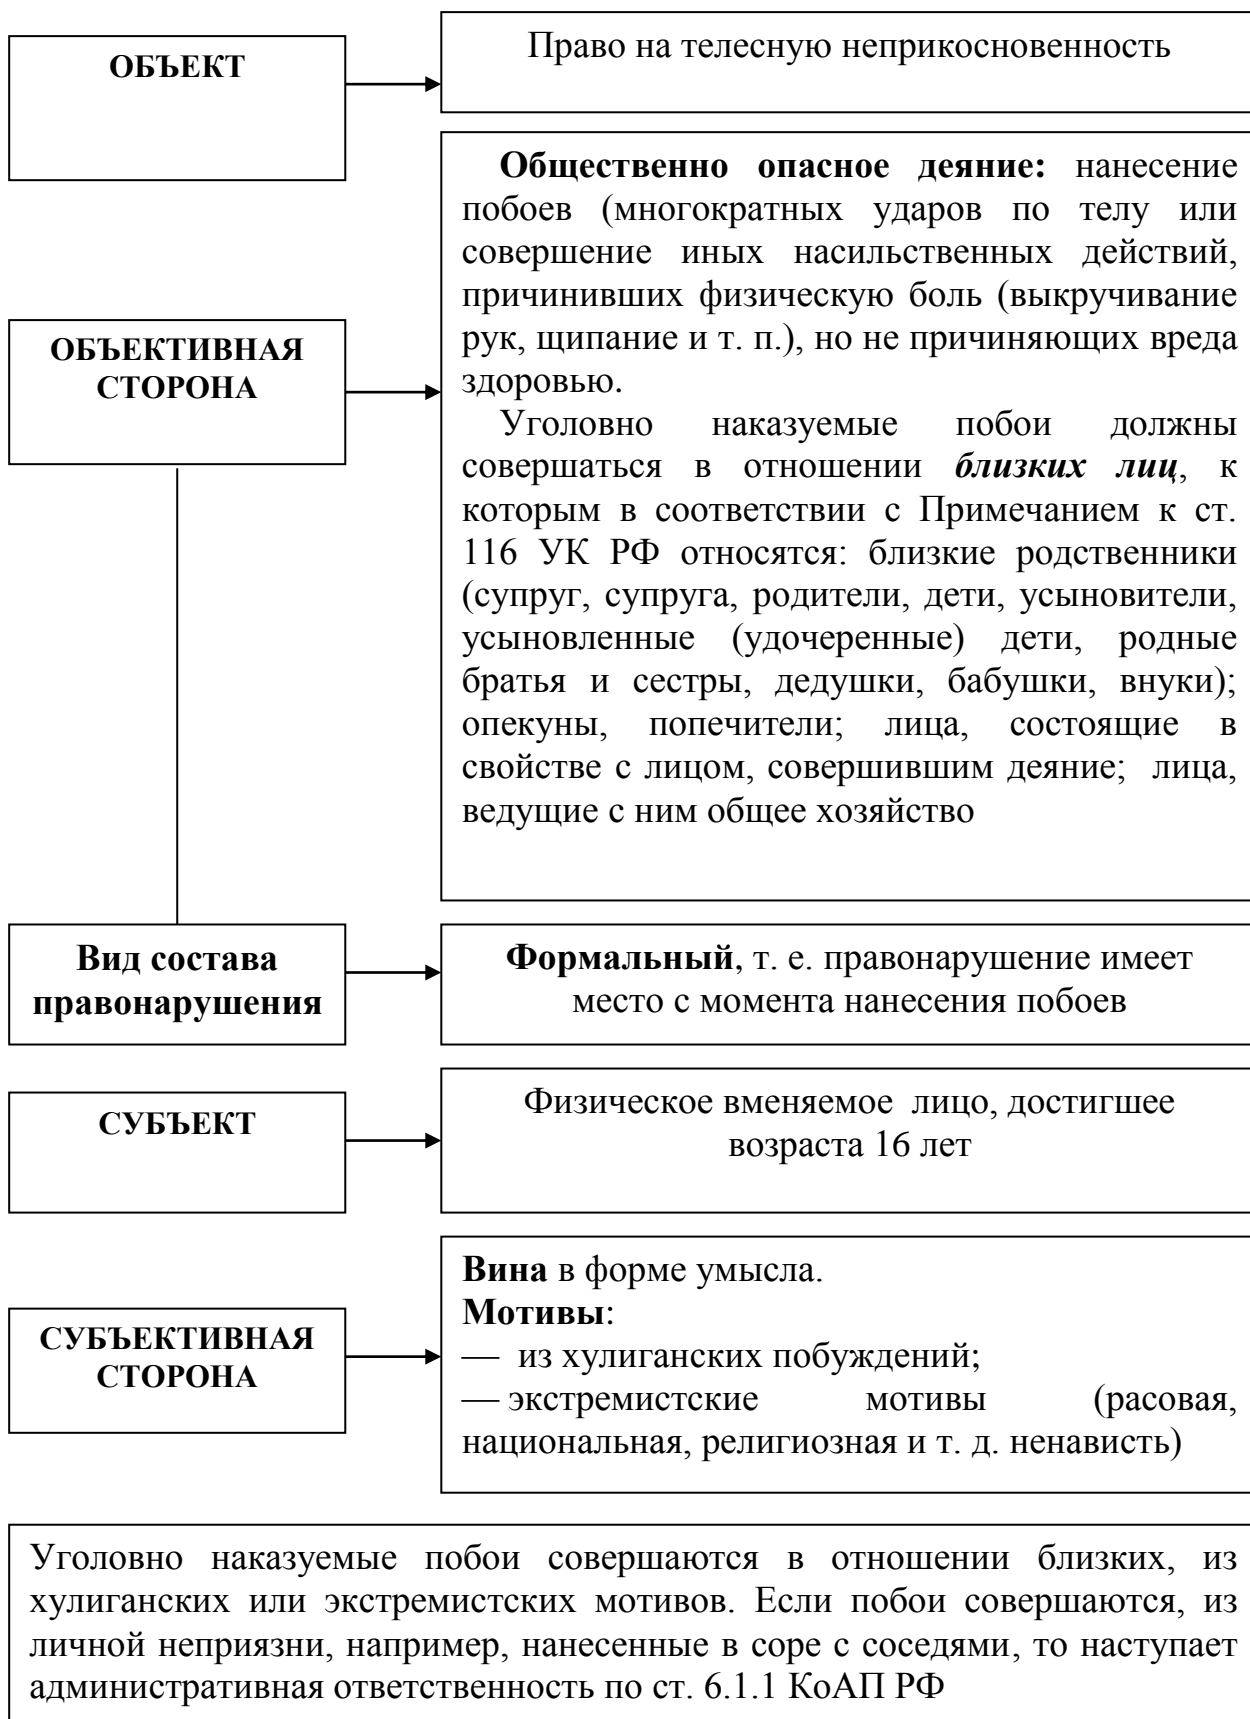 ОБЪЕКТ
Право на телесную неприкосновенность
ОБЪЕКТИВНАЯ
СТОРОНА
Общественно опасное деяние: нанесение
побоев (многократных ударов по телу или
совершение иных насильственных действий,
причинивших физическую боль (выкручивание
рук, щипание и т. п.), но не причиняющих вреда
здоровью.
Уголовно наказуемые побои должны
совершаться в отношении близких лиц, к
которым в соответствии с Примечанием к ст.
116 УК РФ относятся: близкие родственники
(супруг, супруга, родители, дети, усыновители,
усыновленные (удочеренные) дети, родные
братья и сестры, дедушки, бабушки, внуки);
опекуны, попечители; лица, состоящие в
свойстве с лицом, совершившим деяние; лица,
ведущие с ним общее хозяйство
Вид состава
правонарушения
Формальный, т. е. правонарушение имеет
место с момента нанесения побоев
СУБЪЕКТ
Физическое вменяемое лицо, достигшее
возраста 16 лет
СУБЪЕКТИВНАЯ
СТОРОНА
Вина в форме умысла.
Мотивы:
— из хулиганских побуждений;
— экстремистские мотивы (расовая,
национальная, религиозная и т. д. ненависть)
Уголовно наказуемые побои совершаются в отношении близких, из
хулиганских или экстремистских мотивов. Если побои совершаются, из
личной неприязни, например, нанесенные в соре с соседями, то наступает
административная ответственность по ст. 6.1.1 КоАП РФ